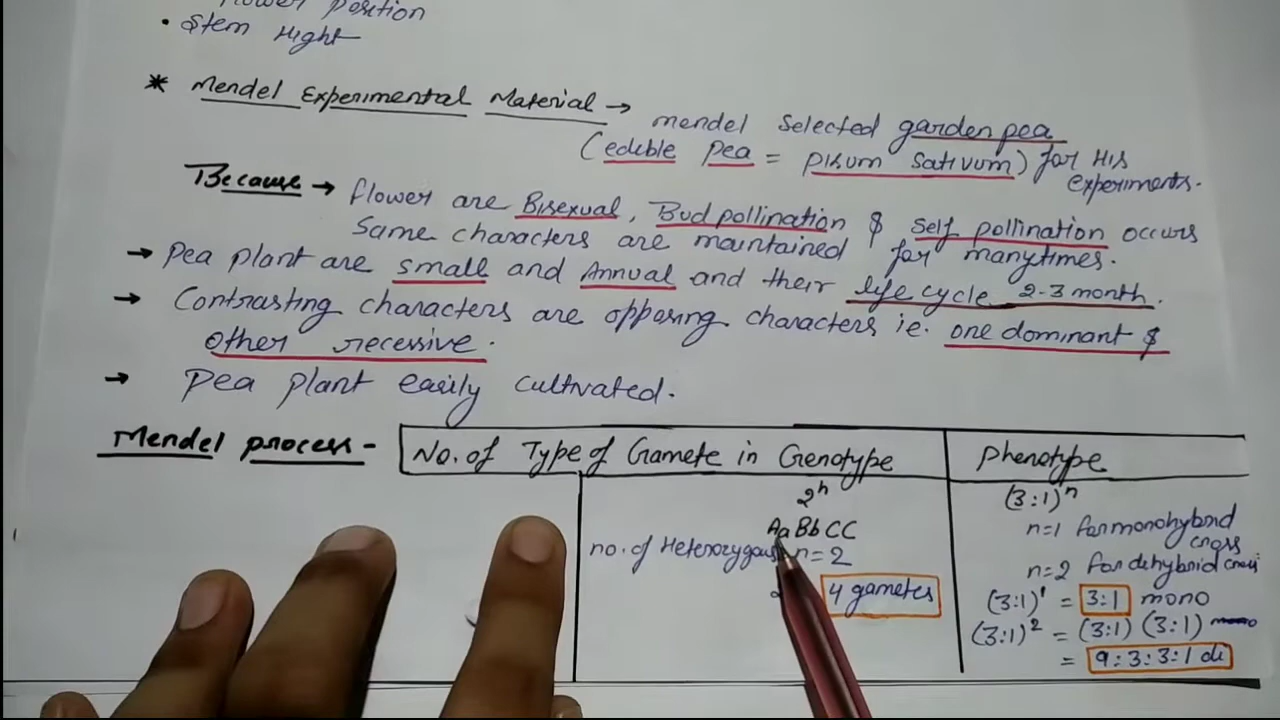 flower position
• Stem Hight
* Mendel Experimental Material →
mendel selected garden pea
(edible pea = pisum sativum) for His
experiments.
Because → flower are Bisexual, Bud pollination & self pollination occurs
Same characters are maintained for manytimes.
→ Pea plant are small and Annual and their life cycle 2-3 month.
→ Contrasting characters are opposing characters ie. one dominant &
other recessive.
→ Pea plant easily cultivated.
Mendel process - No. of Type of Gamete in Genotype Phenotype
2ⁿ (3:1)ⁿ
AaBbCC n=1 for monohybrid
cross
no. of Heterozygous n=2 n=2 for dehybrid cross
4 gametes (3:1)¹ = 3:1 mono
(3:1)² = (3:1) (3:1)
= 9:3:3:1 di